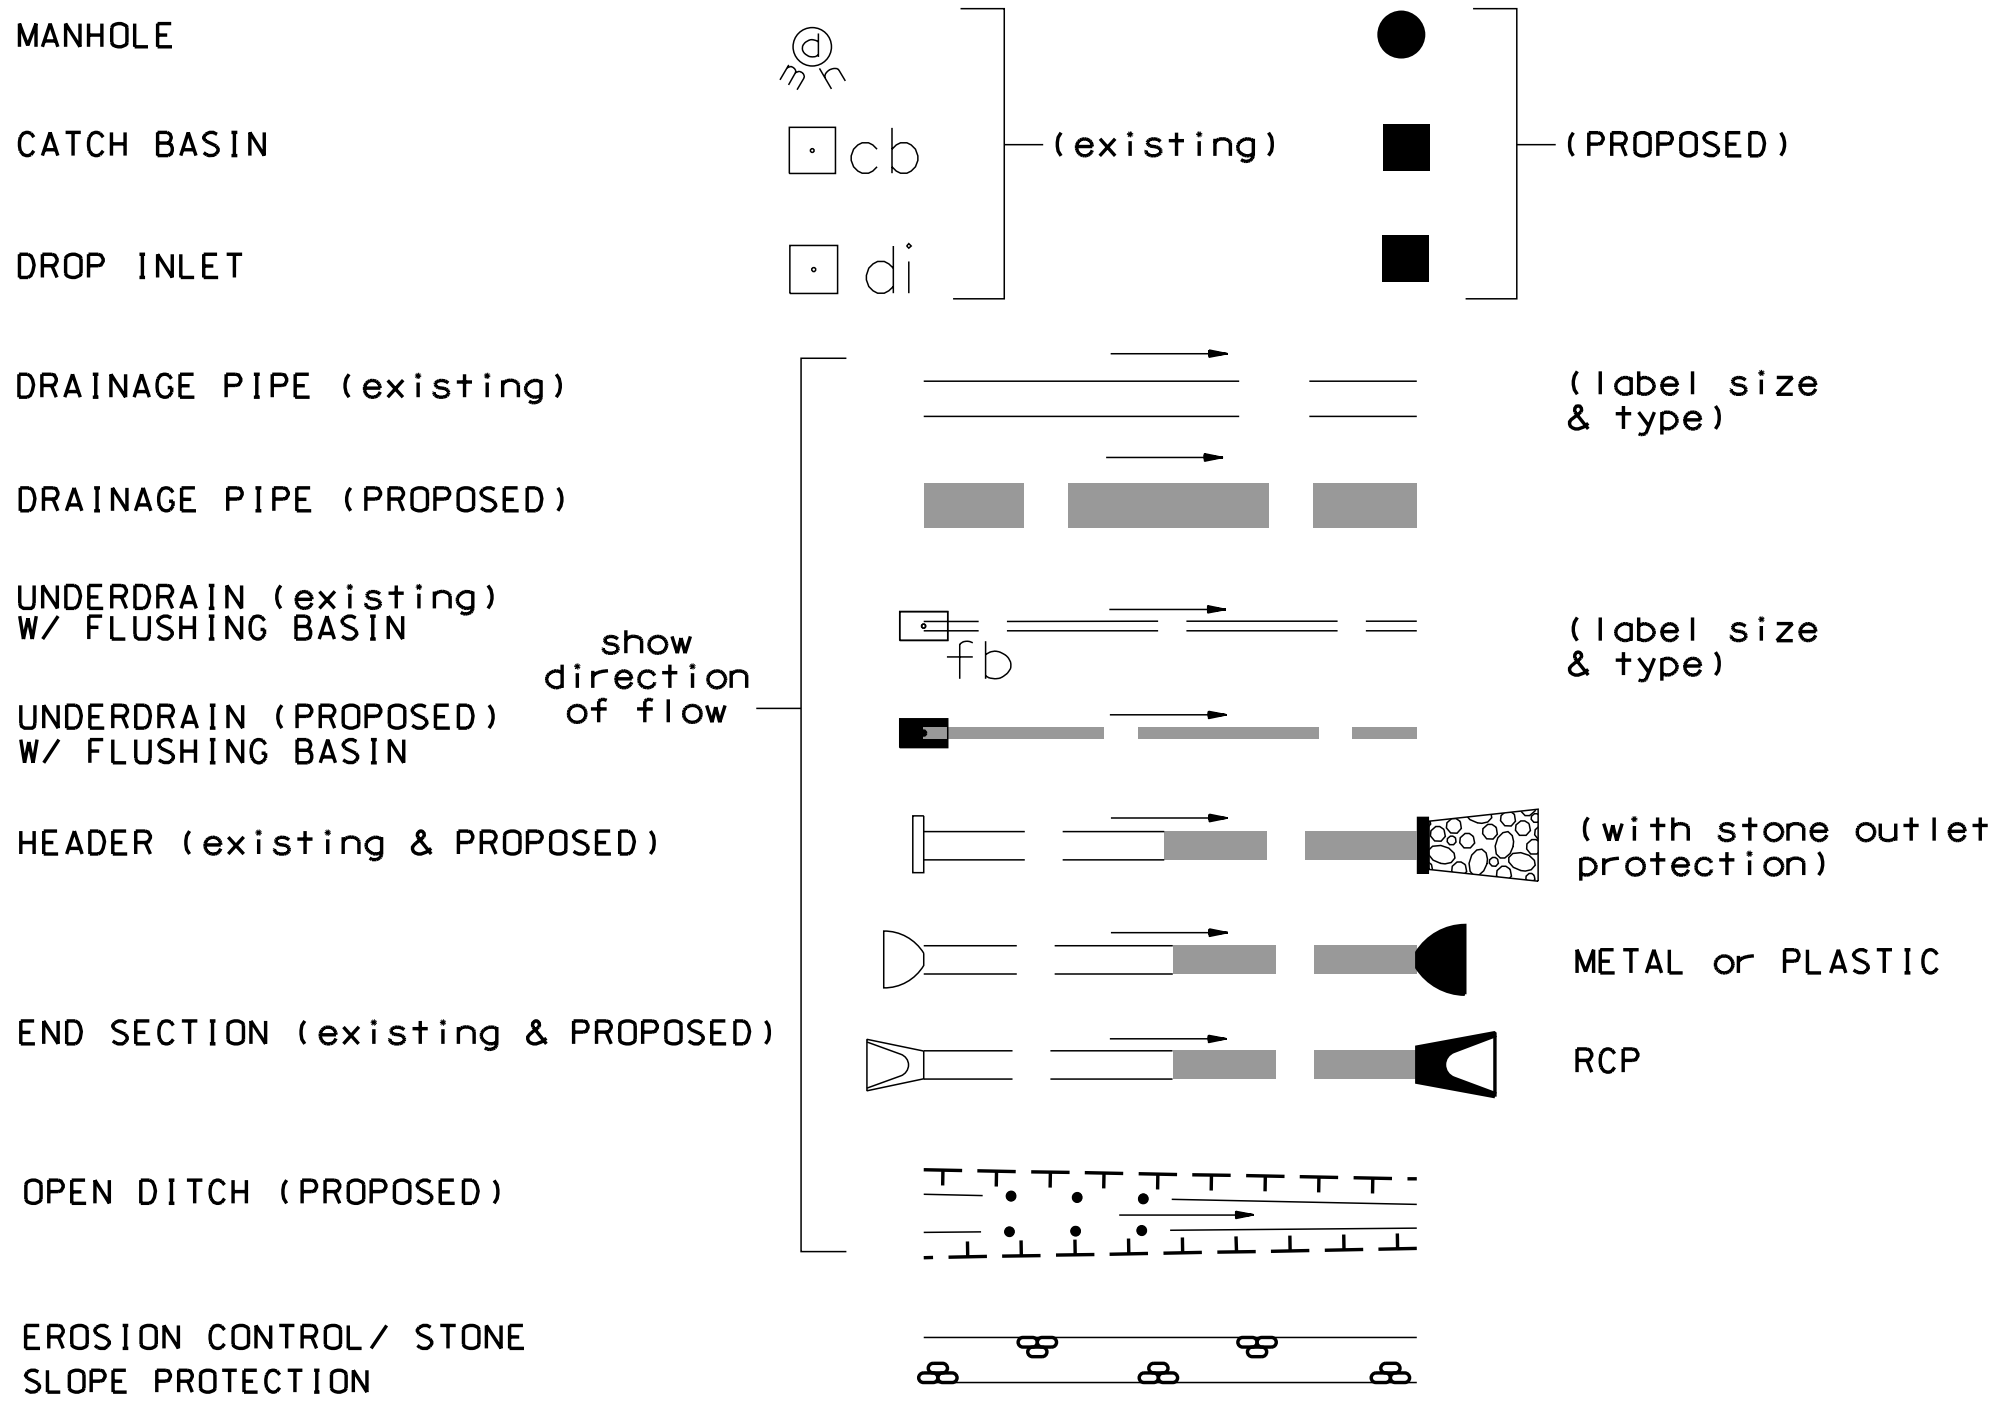 MANHOLE
d
m h
CATCH BASIN
cb
(existing)
(PROPOSED)
DROP INLET
di
DRAINAGE PIPE (existing)
(label size
& type)
DRAINAGE PIPE (PROPOSED)
UNDERDRAIN (existing)
W/ FLUSHING BASIN
fb
(label size
& type)
show
direction
of flow
UNDERDRAIN (PROPOSED)
W/ FLUSHING BASIN
HEADER (existing & PROPOSED)
(with stone outlet
protection)
METAL or PLASTIC
END SECTION (existing & PROPOSED)
RCP
OPEN DITCH (PROPOSED)
EROSION CONTROL/ STONE
SLOPE PROTECTION